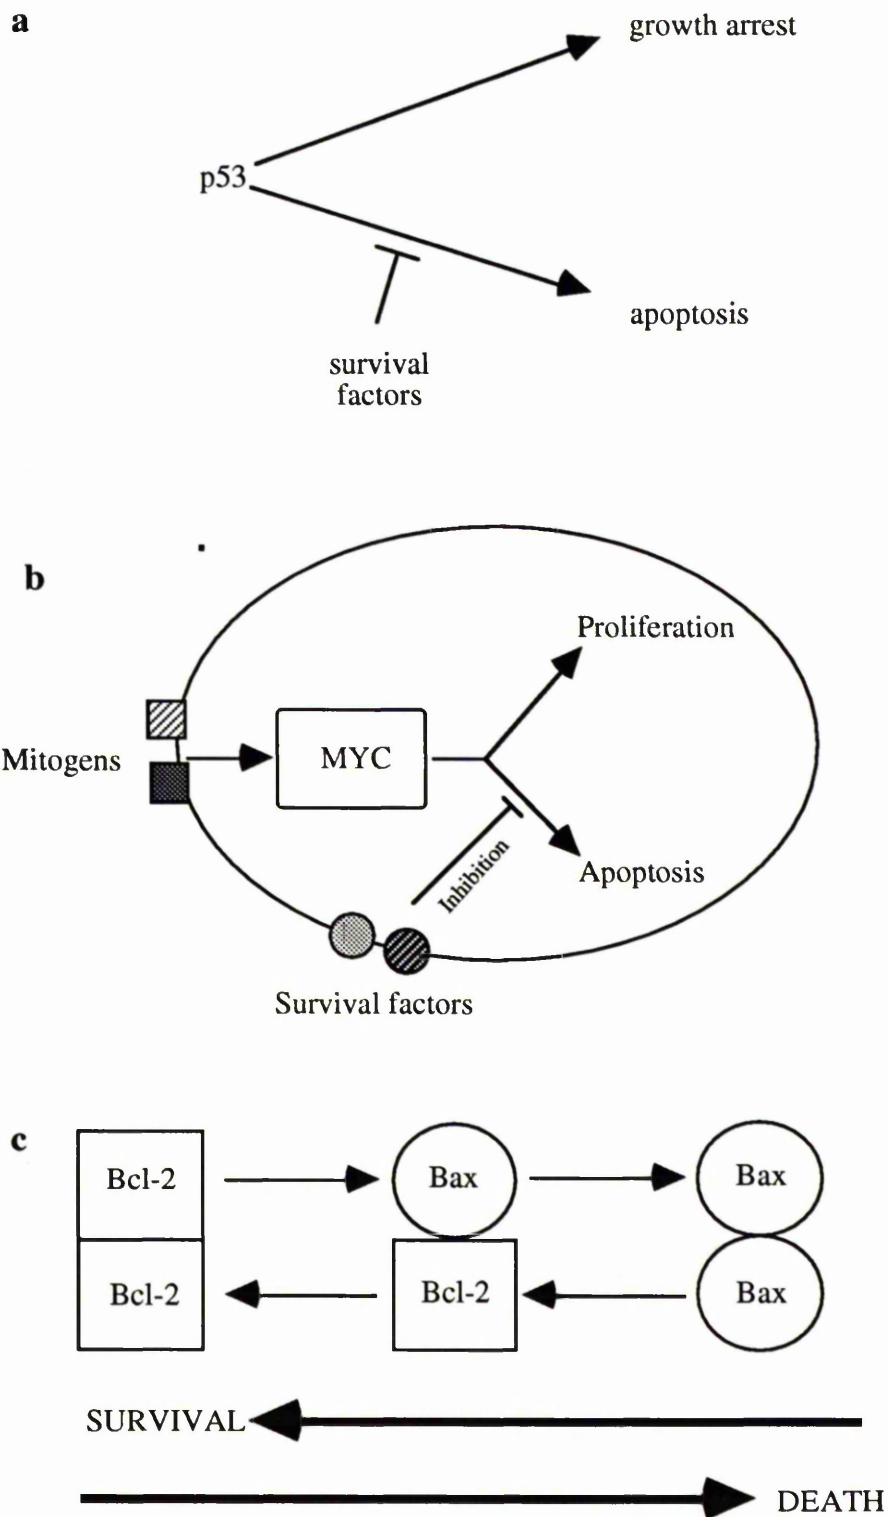 a
growth arrest
p53
apoptosis
survival
factors
b
Proliferation
Mitogens
MYC
Inhibition
Apoptosis
Survival factors
c
Bcl-2
Bax
Bax
Bcl-2
Bcl-2
Bax
SURVIVAL
DEATH